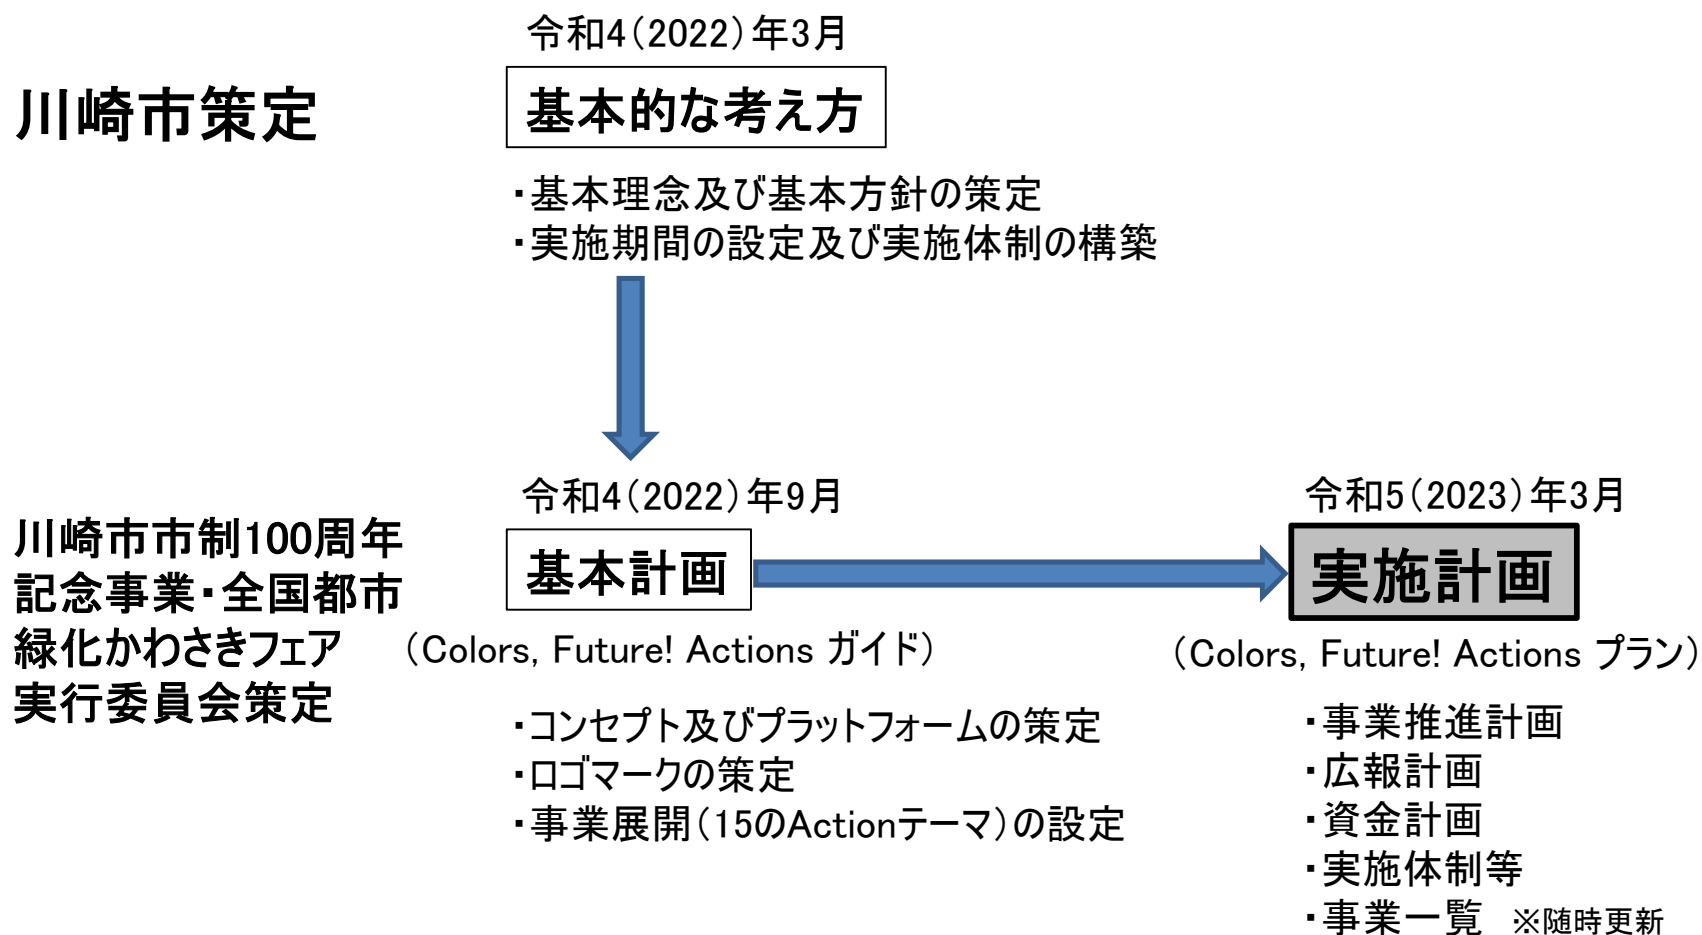 令和4（2022）年3月
川崎市策定
基本的な考え方
・基本理念及び基本方針の策定
・実施期間の設定及び実施体制の構築
令和4（2022）年9月
令和5（2023）年3月
川崎市市制100周年
記念事業・全国都市
緑化かわさきフェア
実行委員会策定
基本計画
実施計画
（Colors, Future! Actions ガイド）
（Colors, Future! Actions プラン）
・コンセプト及びプラットフォームの策定
・ロゴマークの策定
・事業展開（15のActionテーマ）の設定
・事業推進計画
・広報計画
・資金計画
・実施体制等
・事業一覧　※随時更新